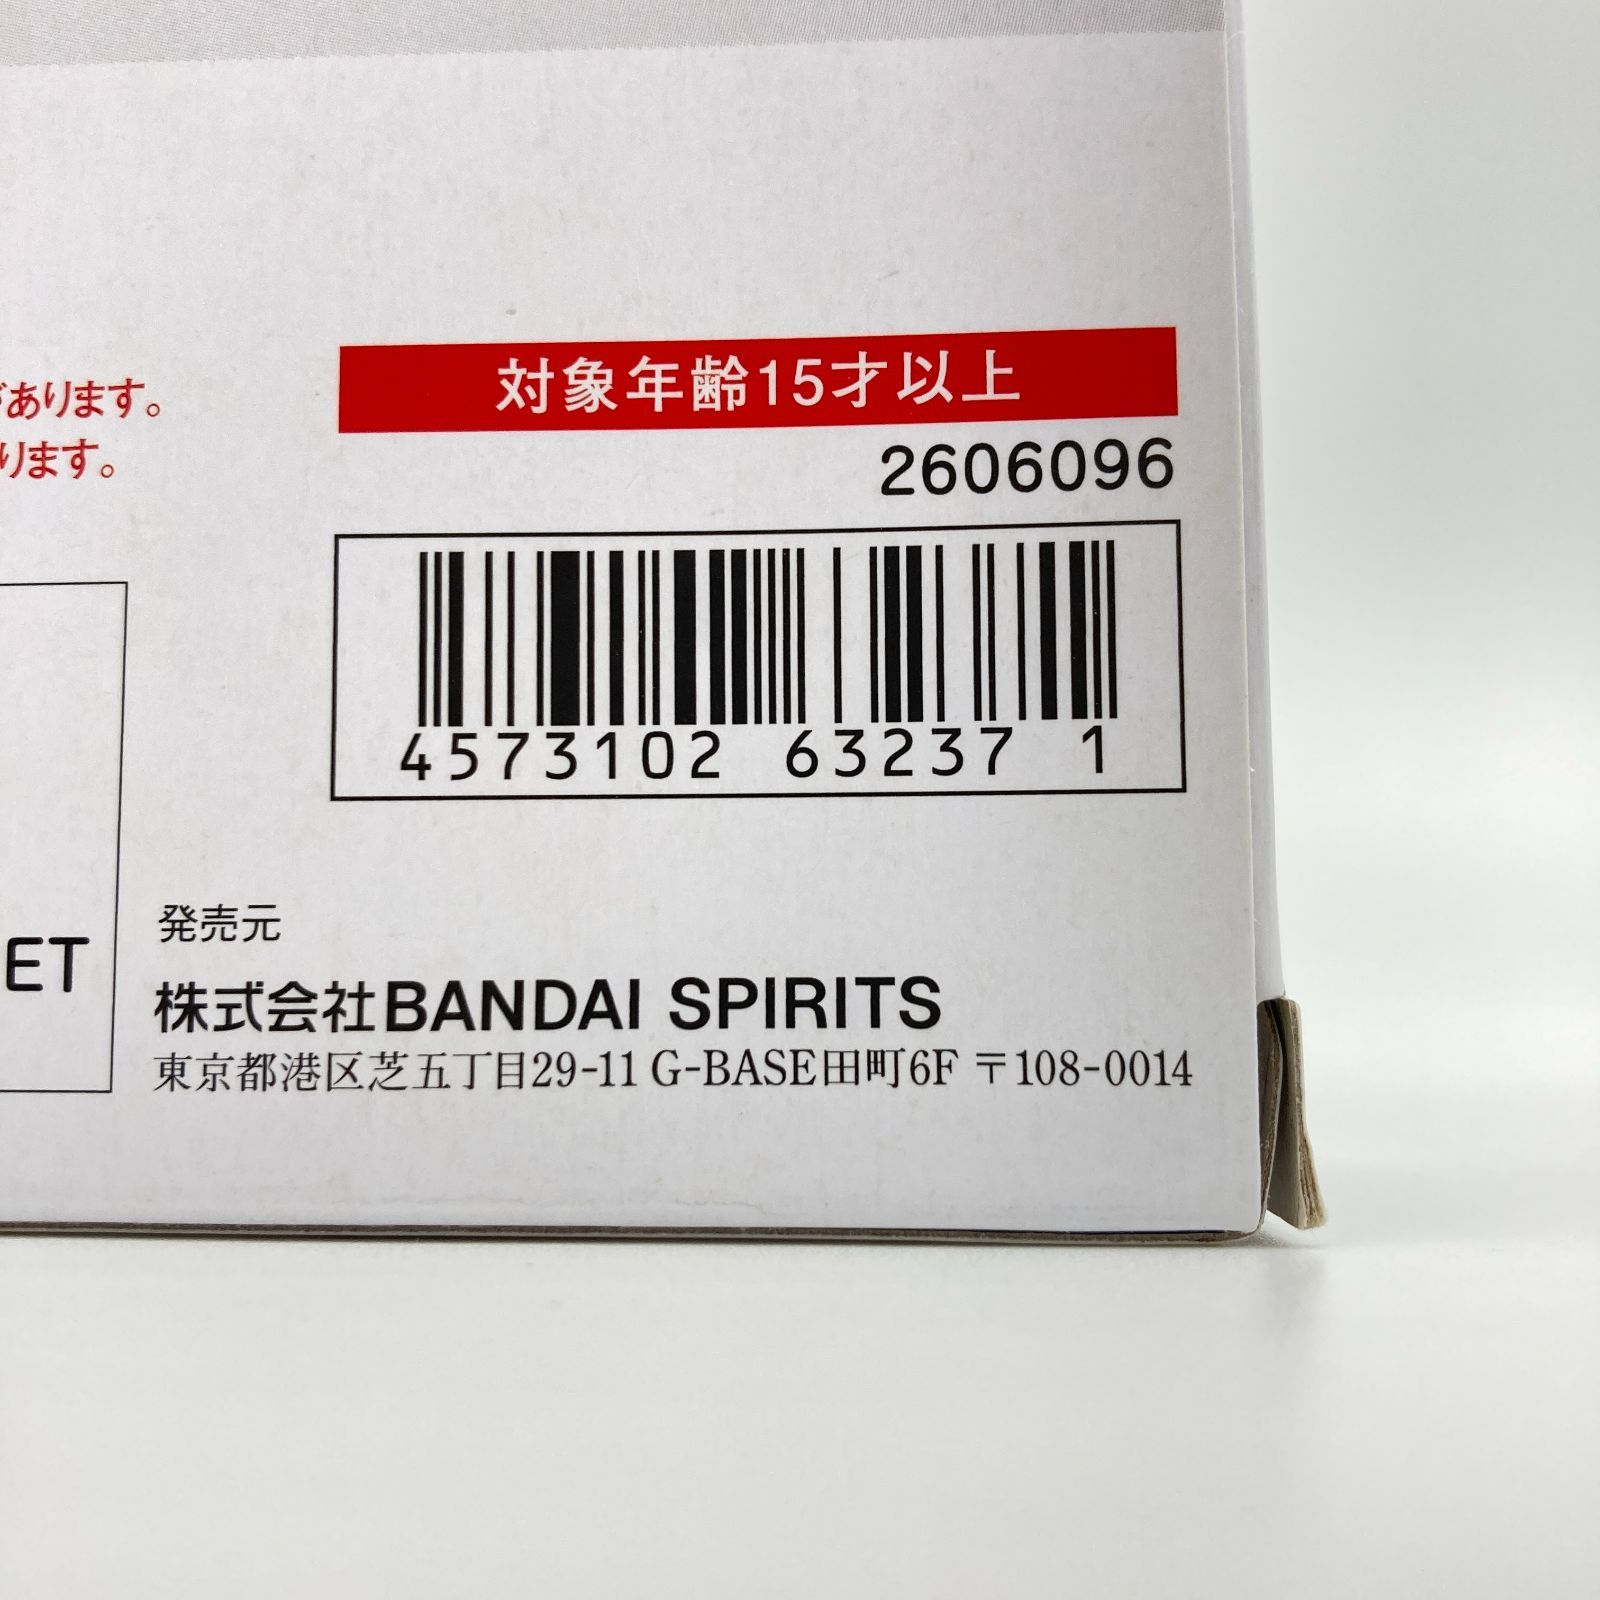 があります。
ります。
対象年齢15才以上
2606096
4573102 63237 1
ET
発売元
株式会社BANDAI SPIRITS
東京都港区芝五丁目29-11 G-BASE田町6F 〒108-0014